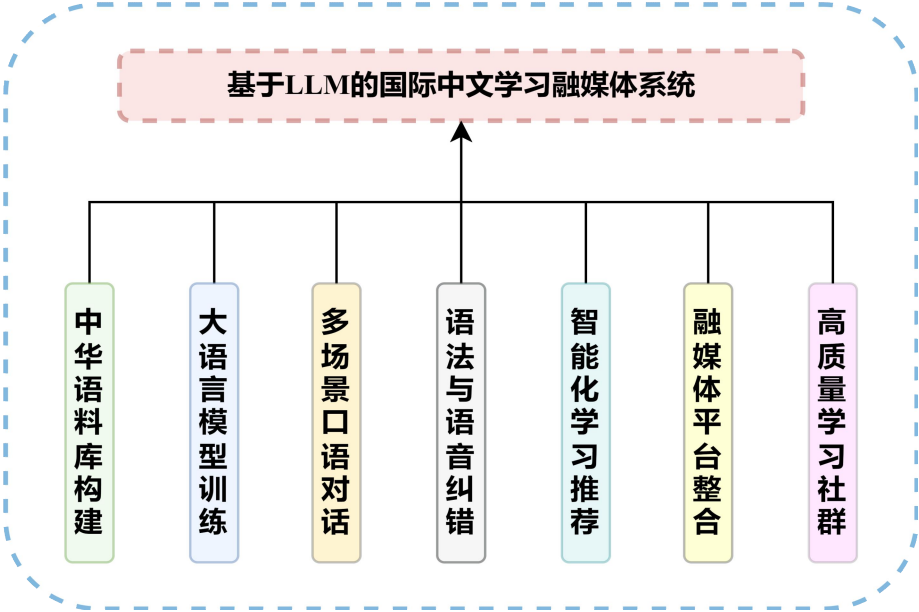 基于LLM的国际中文学习融媒体系统
中华语料库构建
大语言模型训练
多场景口语对话
语法与语音纠错
智能化学习推荐
融媒体平台整合
高质量学习社群